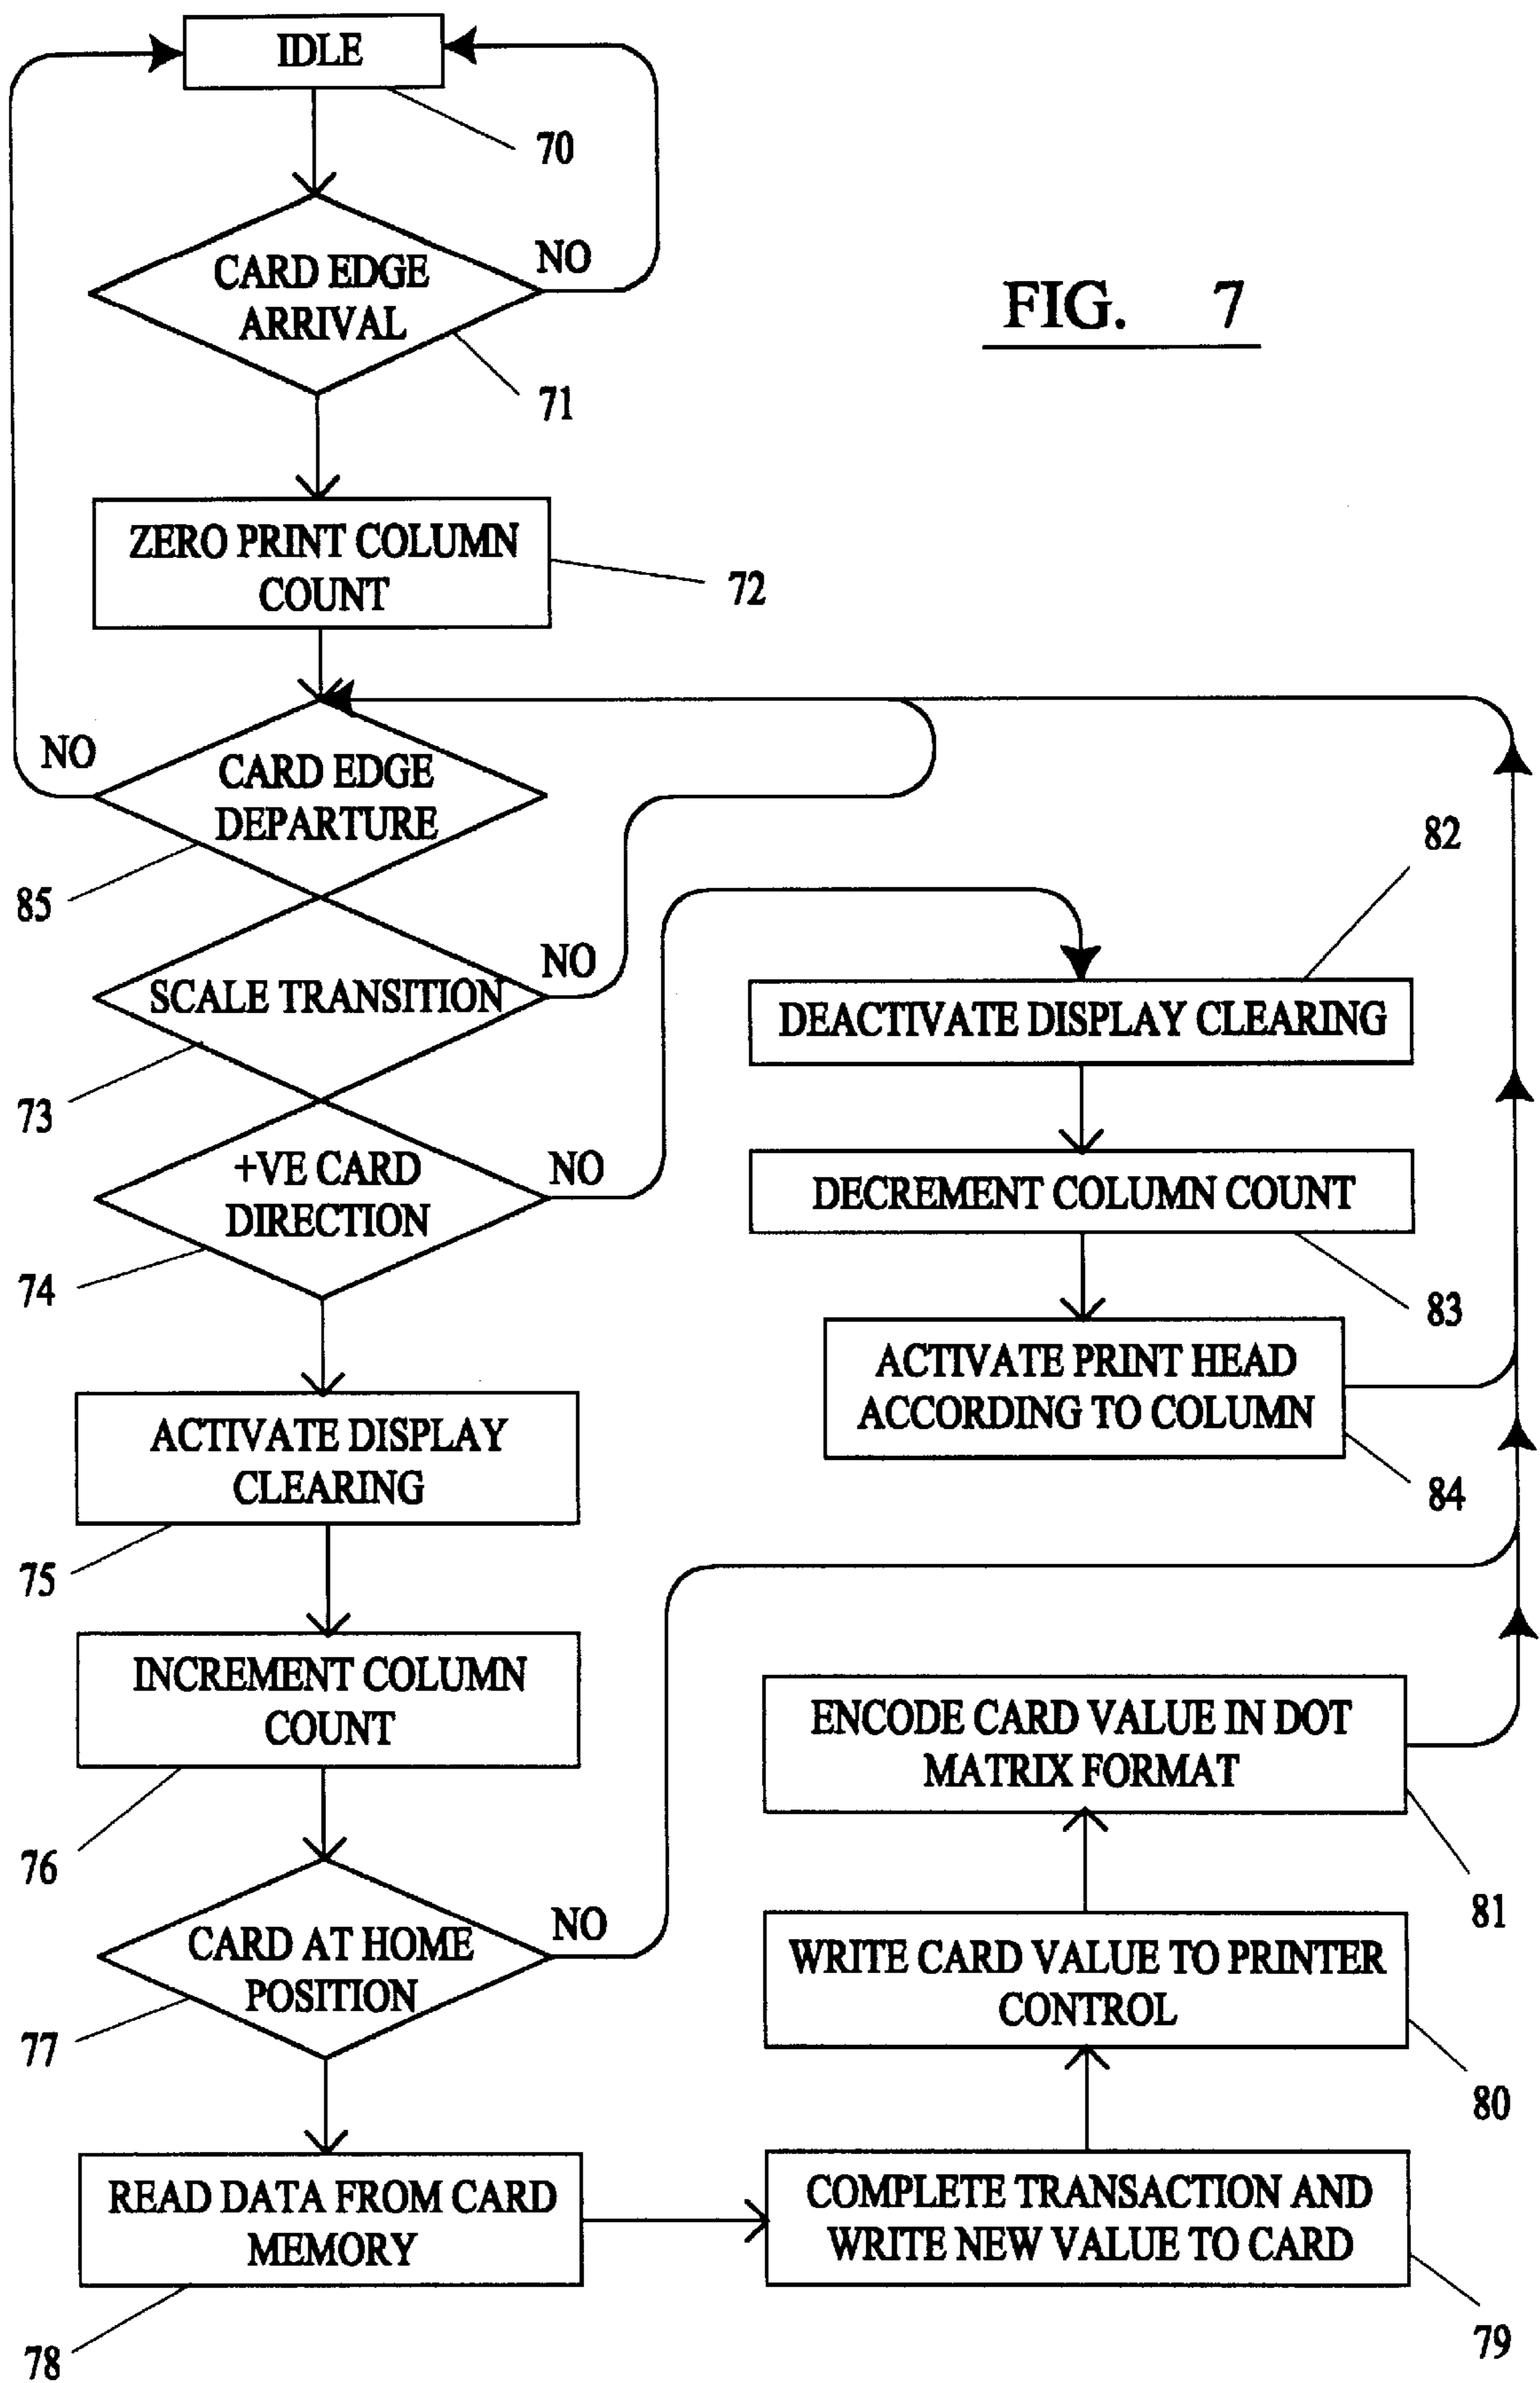 IDLE
70
CARD EDGE
ARRIVAL
NO
71
FIG. 7
ZERO PRINT COLUMN
COUNT
72
NO
CARD EDGE
DEPARTURE
85
SCALE TRANSITION
NO
73
+VE CARD
DIRECTION
NO
74
82
DEACTIVATE DISPLAY CLEARING
DECREMENT COLUMN COUNT
83
ACTIVATE PRINT HEAD
ACCORDING TO COLUMN
84
ACTIVATE DISPLAY
CLEARING
75
INCREMENT COLUMN
COUNT
76
CARD AT HOME
POSITION
NO
77
READ DATA FROM CARD
MEMORY
78
COMPLETE TRANSACTION AND
WRITE NEW VALUE TO CARD
79
WRITE CARD VALUE TO PRINTER
CONTROL
80
ENCODE CARD VALUE IN DOT
MATRIX FORMAT
81